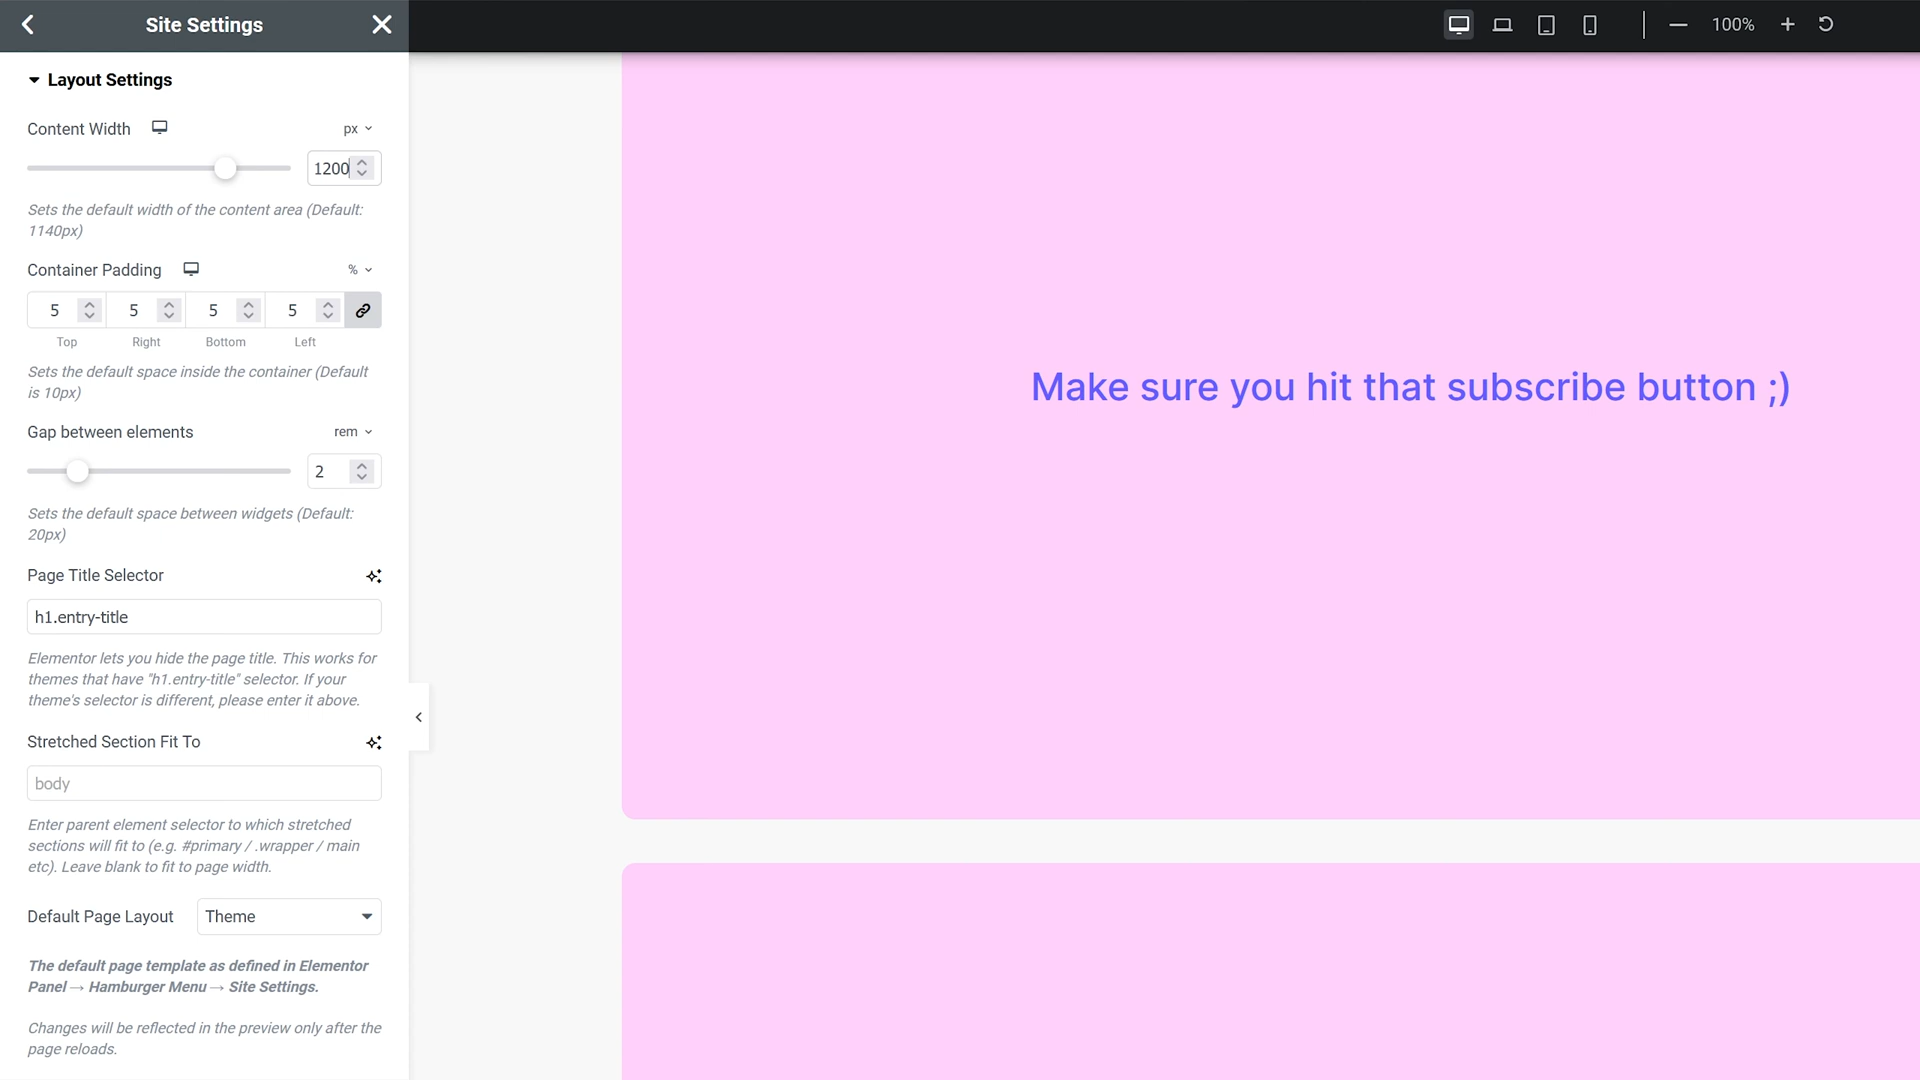 Site Settings
100%
Layout Settings
Content Width
px
1200
Sets the default width of the content area (Default:
1140px)
Container Padding
%
5 5 5 5
Top Right Bottom Left
Sets the default space inside the container (Default
is 10px)
Gap between elements
rem
2
Sets the default space between widgets (Default:
20px)
Page Title Selector
h1.entry-title
Elementor lets you hide the page title. This works for
themes that have "h1.entry-title" selector. If your
theme's selector is different, please enter it above.
Stretched Section Fit To
body
Enter parent element selector to which stretched
sections will fit to (e.g. #primary / .wrapper / main
etc). Leave blank to fit to page width.
Default Page Layout
Theme
The default page template as defined in Elementor
Panel → Hamburger Menu → Site Settings.
Changes will be reflected in the preview only after the
page reloads.
Make sure you hit that subscribe button ;)